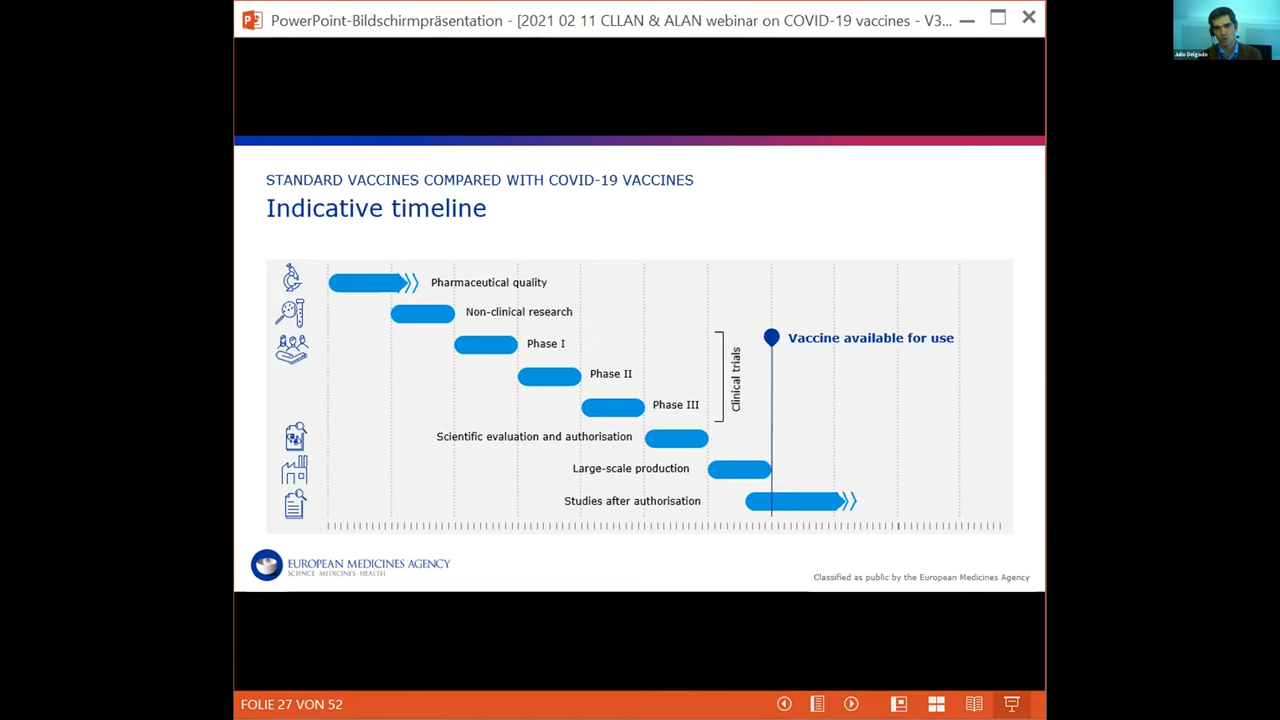 PowerPoint-Bildschirmpräsentation - [2021 02 11 CLLAN & ALAN webinar on COVID-19 vaccines - V3...
Julio Delgado
STANDARD VACCINES COMPARED WITH COVID-19 VACCINES
Indicative timeline
Pharmaceutical quality
Non-clinical research
Phase I
Vaccine available for use
Phase II
Clinical trials
Phase III
Scientific evaluation and authorisation
Large-scale production
Studies after authorisation
EUROPEAN MEDICINES AGENCY
SCIENCE MEDICINES HEALTH
Classified as public by the European Medicines Agency
FOLIE 27 VON 52